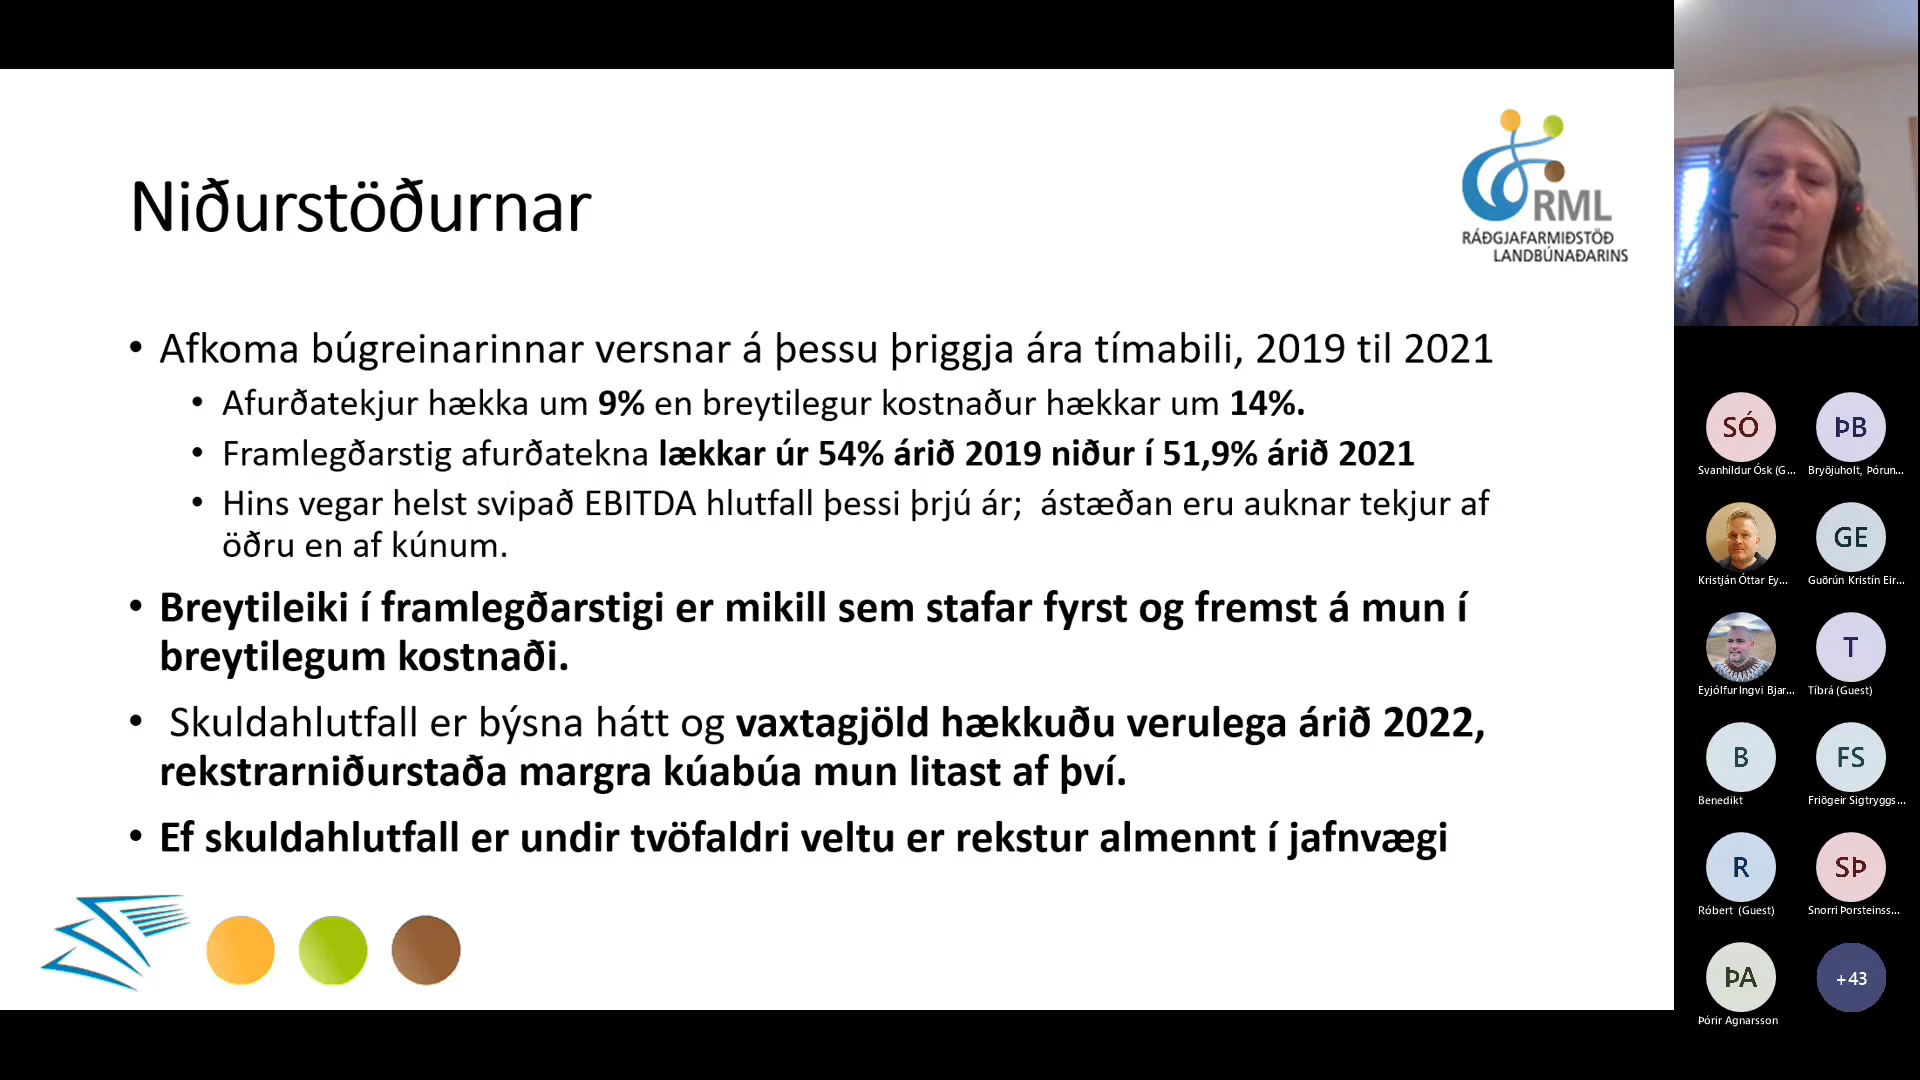 Niðurstöðurnar
RML
RÁÐGJAFARMIÐSTÖÐ
LANDBÚNAÐARINS
• Afkoma búgreinarinnar versnar á þessu þriggja ára tímabili, 2019 til 2021
• Afurðatekjur hækka um 9% en breytilegur kostnaður hækkar um 14%.
• Framlegðarstig afurðatekna lækkar úr 54% árið 2019 niður í 51,9% árið 2021
• Hins vegar helst svipað EBITDA hlutfall þessi þrjú ár;  ástæðan eru auknar tekjur af
öðru en af kúnum.
• Breytileiki í framlegðarstigi er mikill sem stafar fyrst og fremst á mun í
breytilegum kostnaði.
• Skuldahlutfall er býsna hátt og vaxtagjöld hækkuðu verulega árið 2022,
rekstrarniðurstaða margra kúabúa mun litast af því.
• Ef skuldahlutfall er undir tvöfaldri veltu er rekstur almennt í jafnvægi
SÓ
ÞB
Svanhildur Ósk (G...
Bryðjuholt, Þórun...
GE
Kristján Óttar Ey...
Guðrún Kristín Eir...
T
Eyjólfur Ingvi Bjar...
Tíbrá (Guest)
B
FS
Benedikt
Friðgeir Sigtryggs...
R
SÞ
Róbert (Guest)
Snorri Þorsteinss...
ÞA
+43
Þórir Agnarsson